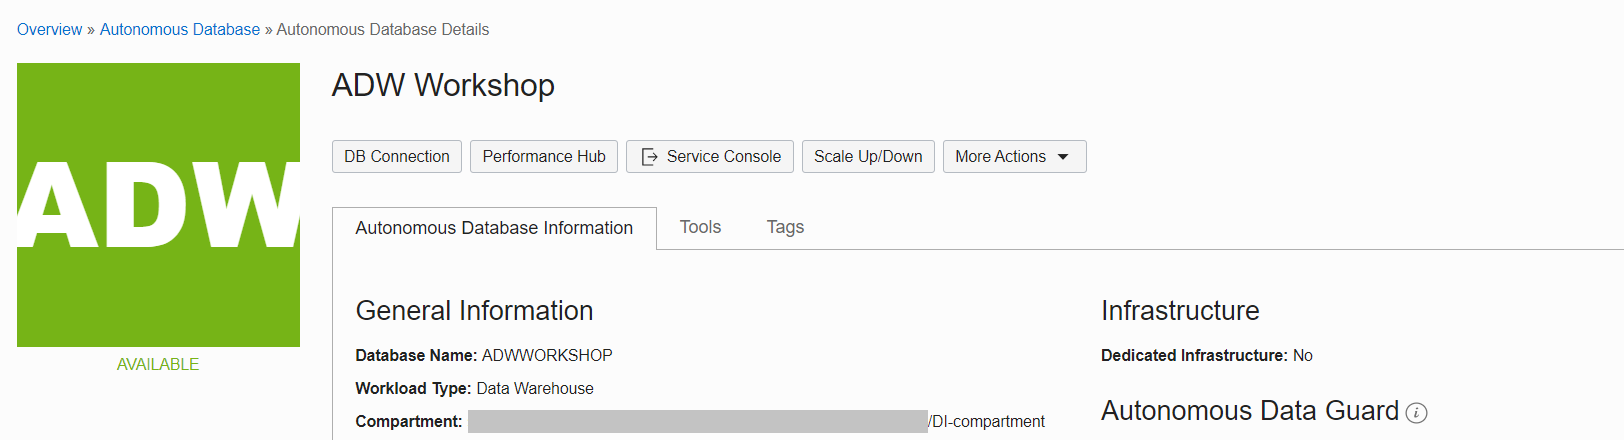 Overview » Autonomous Database » Autonomous Database Details
ADW
AVAILABLE
ADW Workshop
DB Connection Performance Hub Service Console Scale Up/Down More Actions
Autonomous Database Information Tools Tags
General Information
Database Name: ADWWORKSHOP
Workload Type: Data Warehouse
Compartment: /DI-compartment
Infrastructure
Dedicated Infrastructure: No
Autonomous Data Guard i